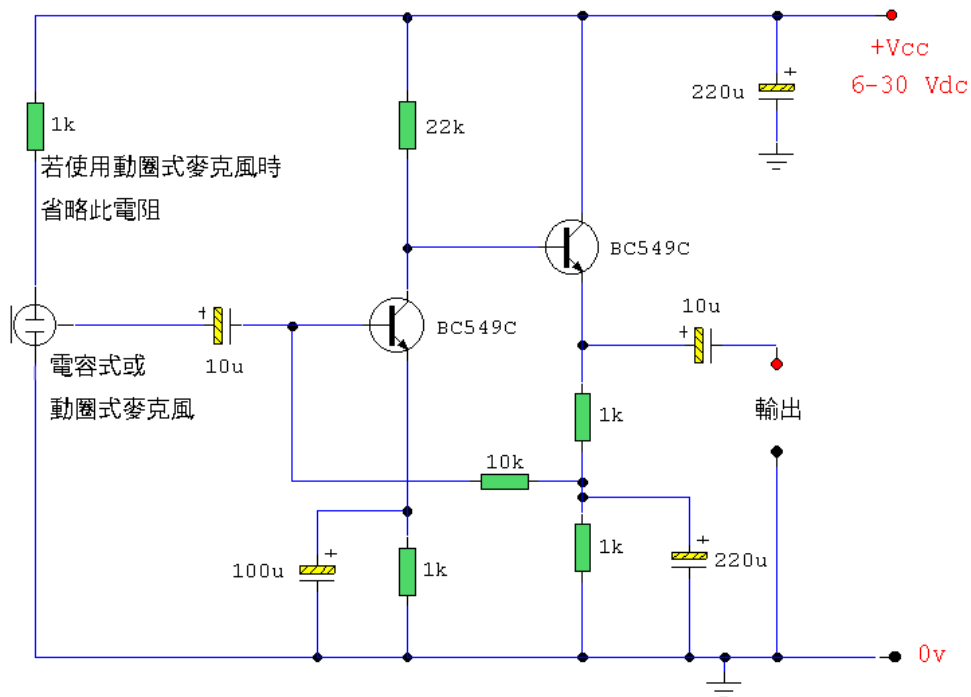 +Vcc
6-30 Vdc
220u
1k
22k
若使用動圈式麥克風時
省略此電阻
BC549C
BC549C
10u
10u
電容式或
動圈式麥克風
1k
輸出
10k
1k
220u
100u
1k
0v